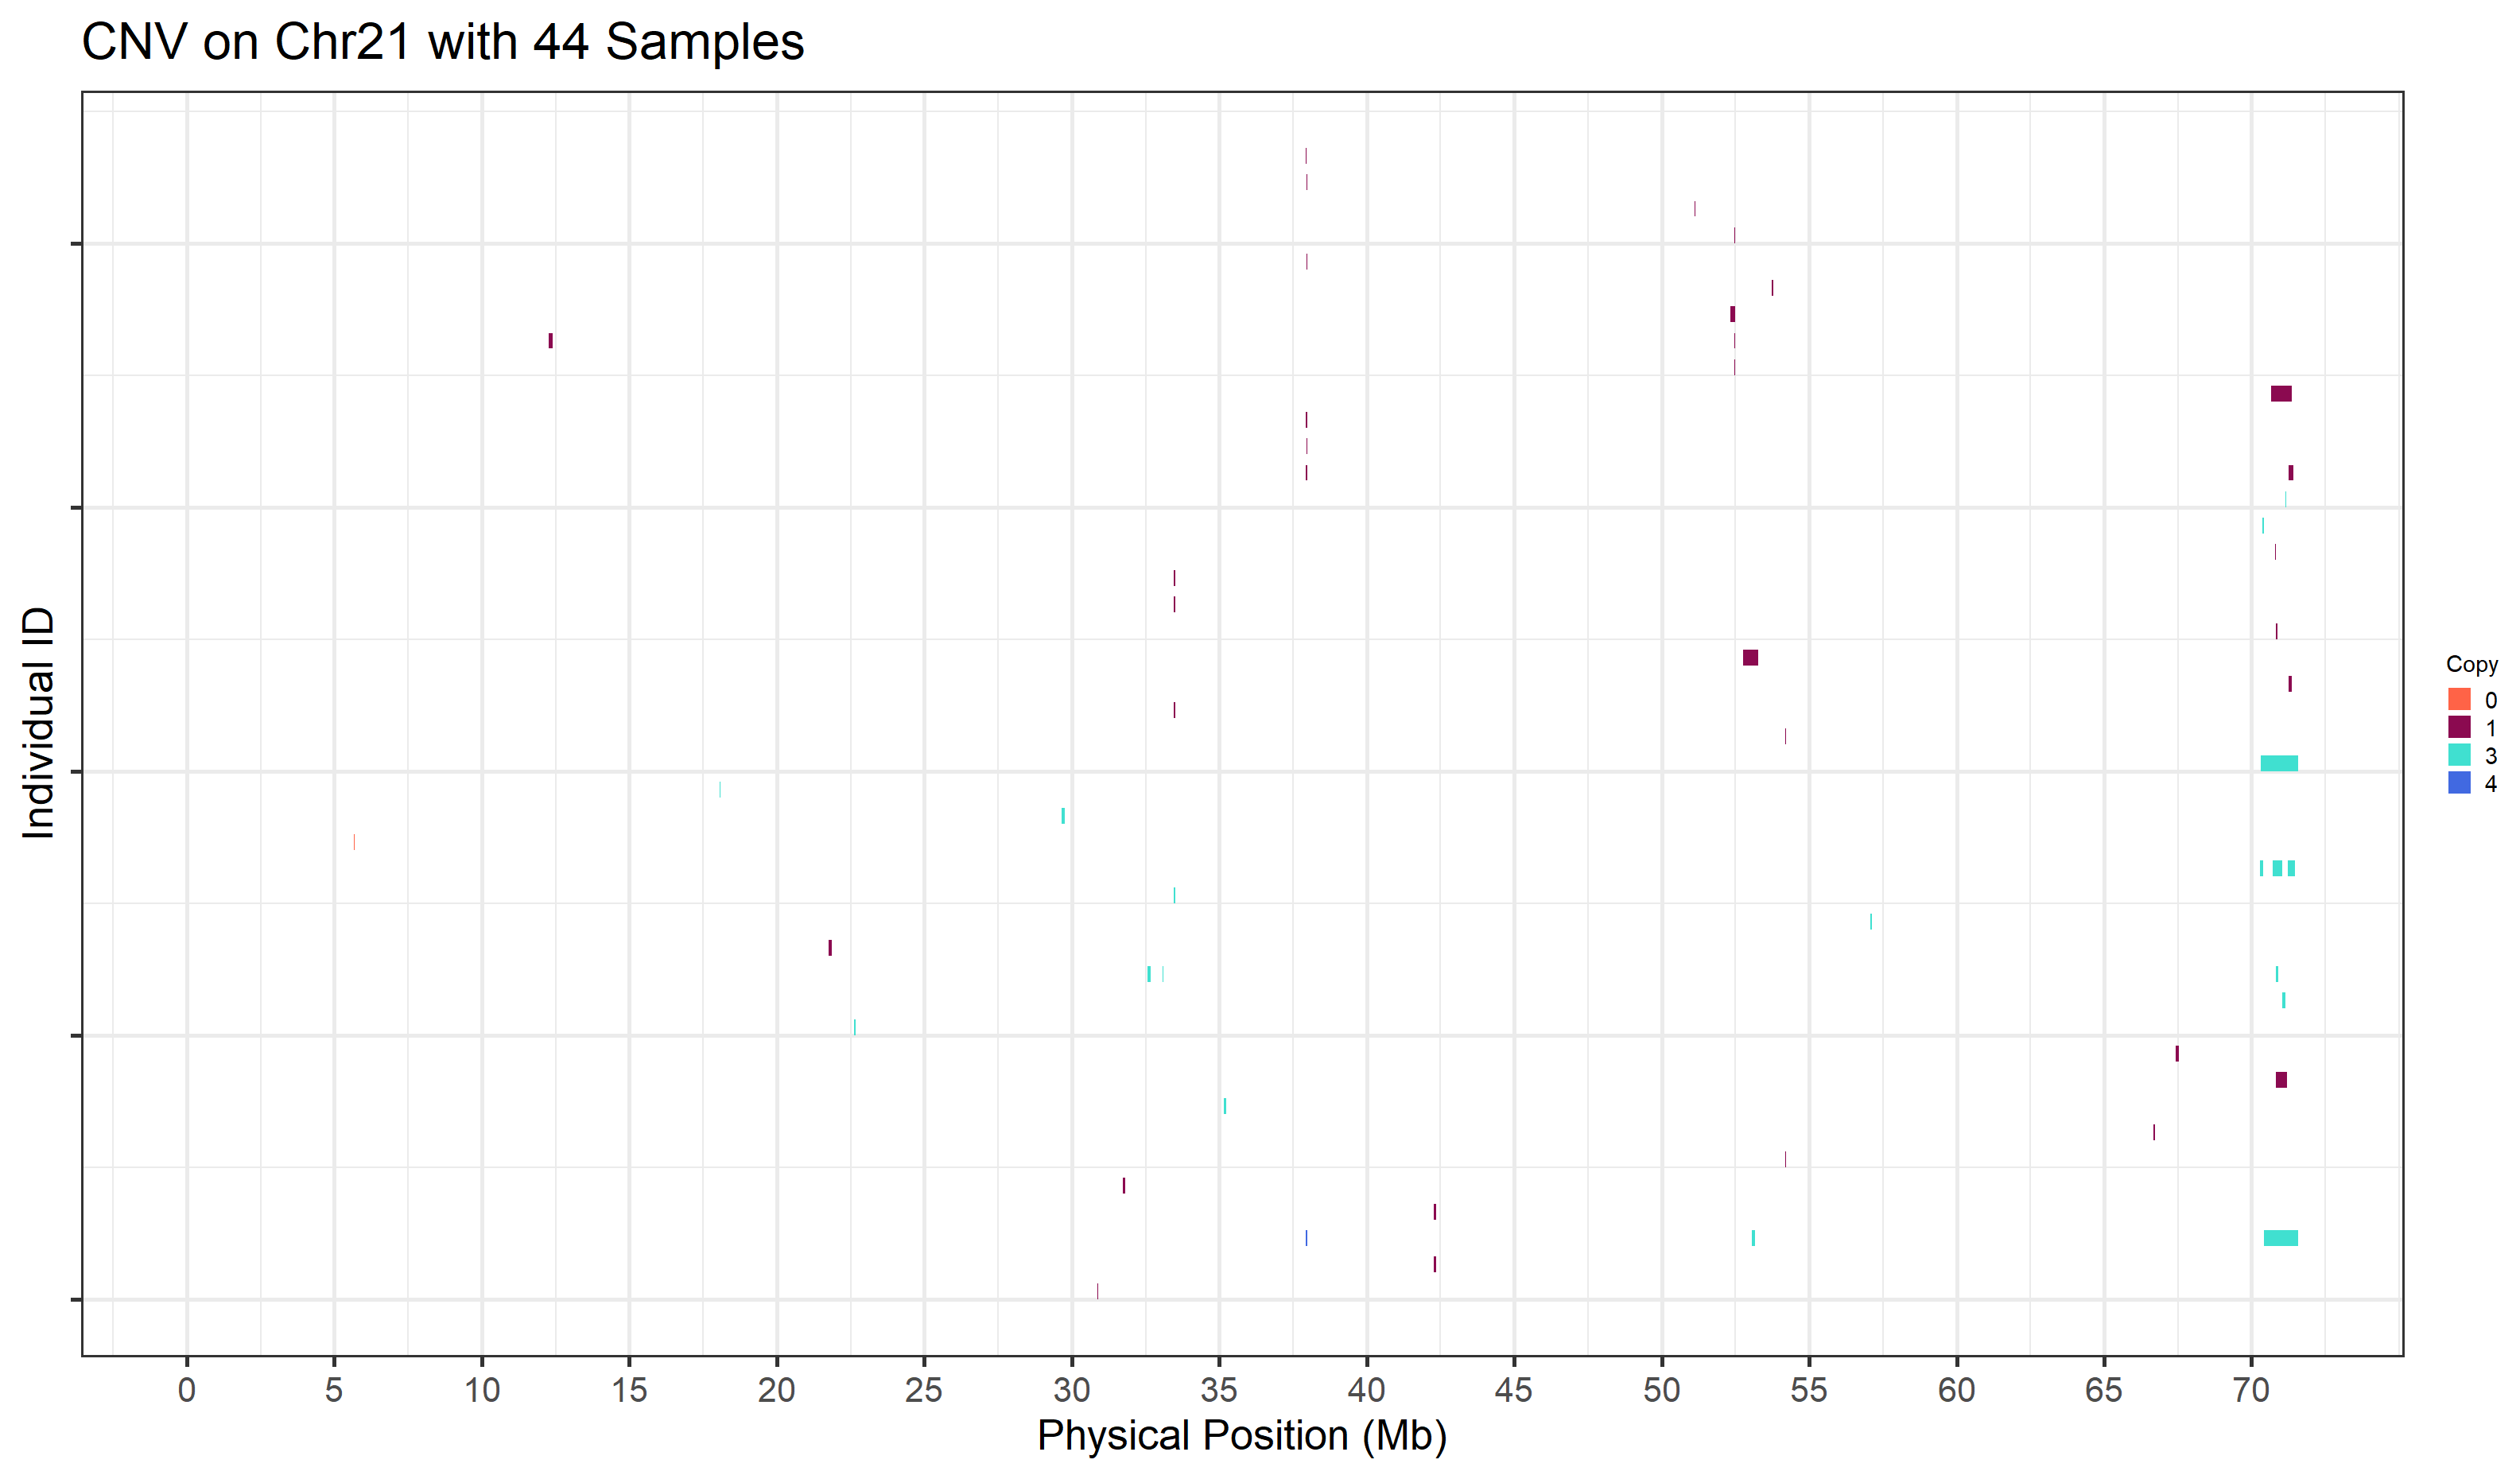 CNV on Chr21 with 44 Samples
Individual ID
Copy
0
1
3
4
0 5 10 15 20 25 30 35 40 45 50 55 60 65 70
Physical Position (Mb)